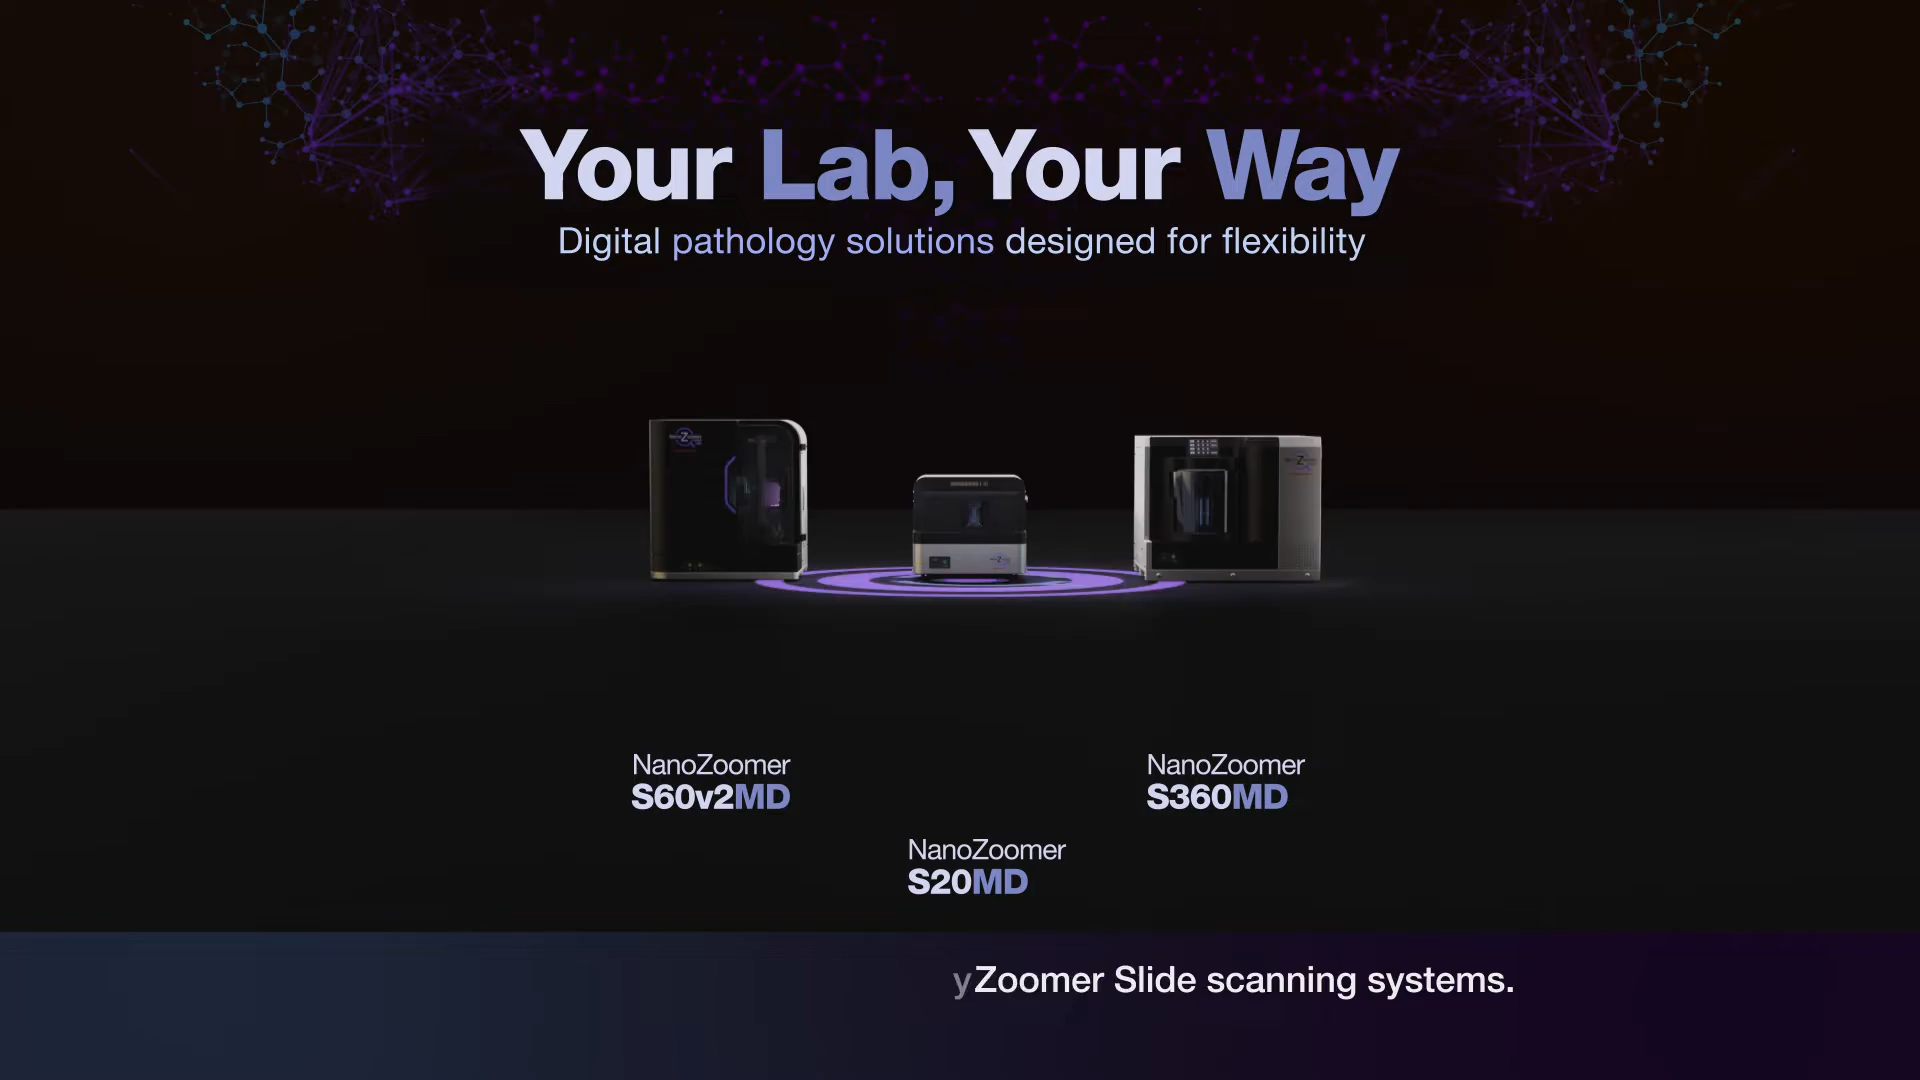 Your Lab, Your Way
Digital pathology solutions designed for flexibility
NanoZoomer
S60v2MD
NanoZoomer
S360MD
NanoZoomer
S20MD
yZoomer Slide scanning systems.